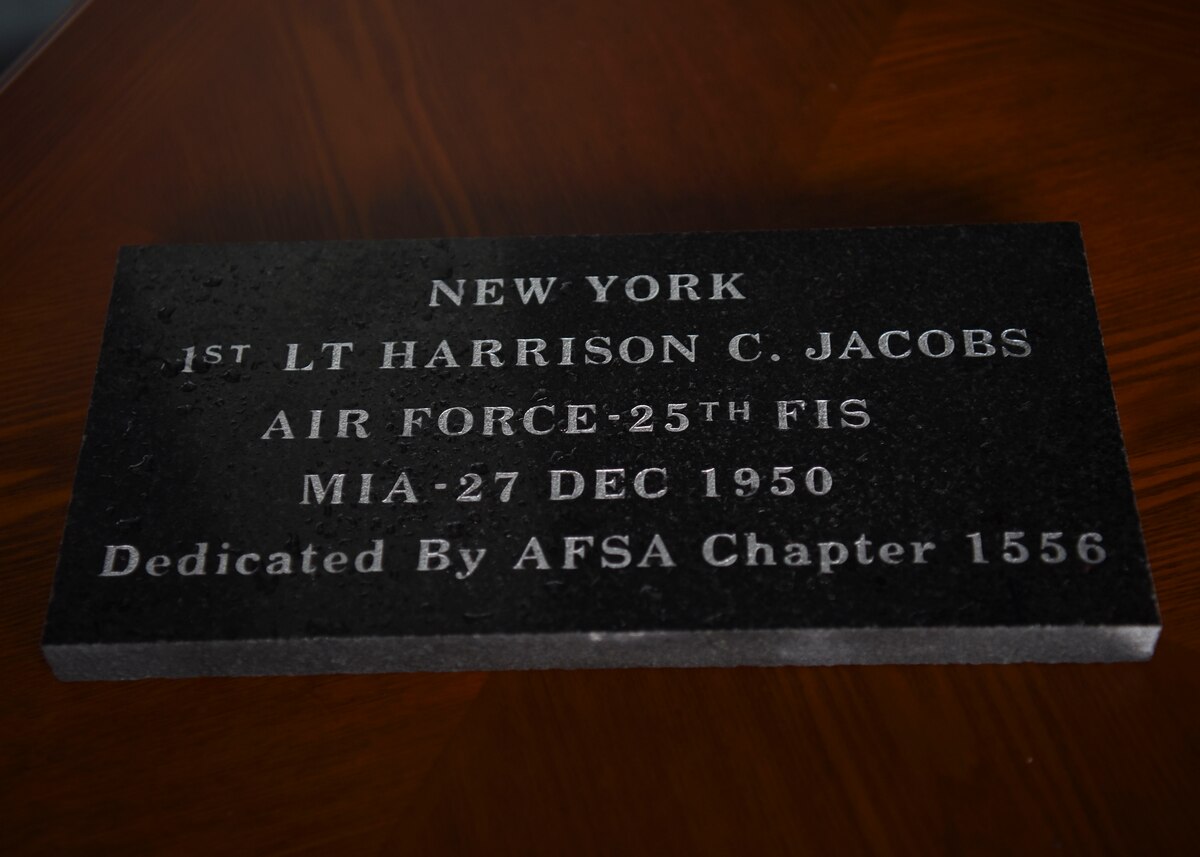 NEW YORK
1ST LT HARRISON C. JACOBS
AIR FORCE-25TH FIS
MIA-27 DEC 1950
Dedicated By AFSA Chapter 1556